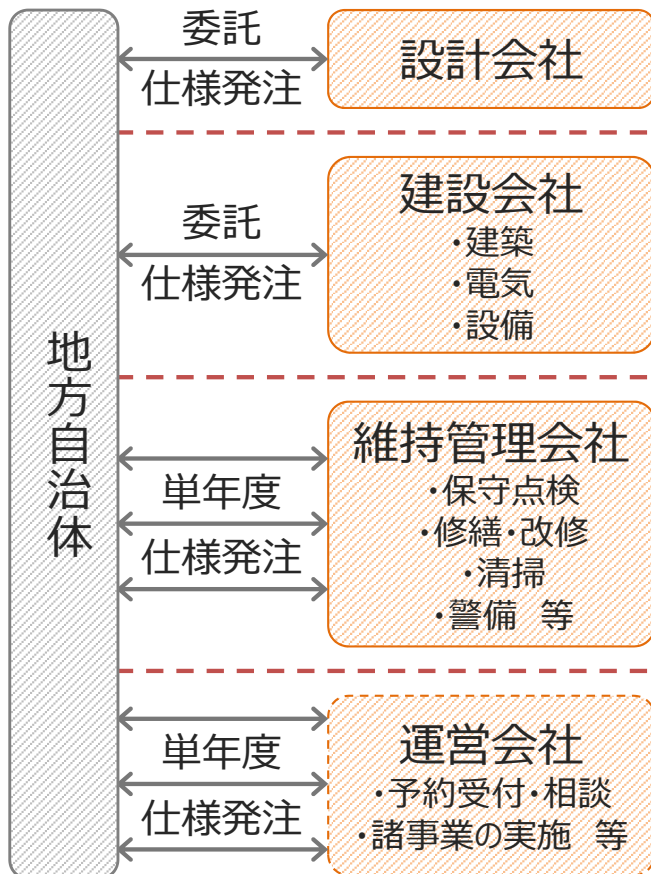 地方自治体
委託
仕様発注
設計会社
委託
仕様発注
建設会社
・建築
・電気
・設備
単年度
仕様発注
維持管理会社
・保守点検
・修繕・改修
・清掃
・警備　等
単年度
仕様発注
運営会社
・予約受付・相談
・諸事業の実施　等